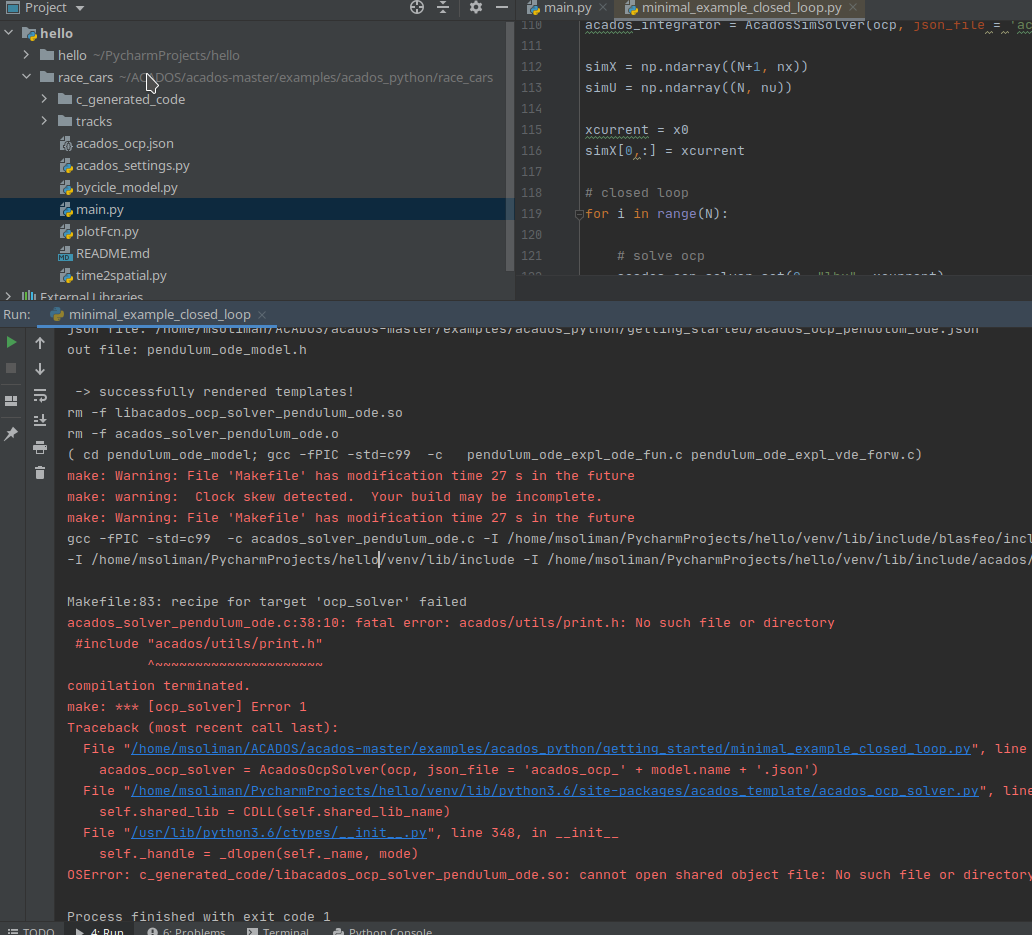 Project
hello
hello ~/PycharmProjects/hello
race_cars ~/ACADOS/acados-master/examples/acados_python/race_cars
c_generated_code
tracks
acados_ocp.json
acados_settings.py
bycicle_model.py
main.py
plotFcn.py
README.md
time2spatial.py
External Libraries
main.py
minimal_example_closed_loop.py
110 acados_integrator = AcadosSimSolver(ocp, json_file = 'ac
111
112 simX = np.ndarray((N+1, nx))
113 simU = np.ndarray((N, nu))
114
115 xcurrent = x0
116 simX[0,:] = xcurrent
117
118 # closed loop
119 for i in range(N):
120
121 # solve ocp
122 acados_ocp_solver.set(0, "lbx", xcurrent)
Run: minimal_example_closed_loop
json file: /home/msoliman/ACADOS/acados-master/examples/acados_python/getting_started/acados_ocp_pendulum_ode.json
out file: pendulum_ode_model.h
-> successfully rendered templates!
rm -f libacados_ocp_solver_pendulum_ode.so
rm -f acados_solver_pendulum_ode.o
( cd pendulum_ode_model; gcc -fPIC -std=c99 -c pendulum_ode_expl_ode_fun.c pendulum_ode_expl_vde_forw.c)
make: Warning: File 'Makefile' has modification time 27 s in the future
make: warning: Clock skew detected. Your build may be incomplete.
make: Warning: File 'Makefile' has modification time 27 s in the future
gcc -fPIC -std=c99 -c acados_solver_pendulum_ode.c -I /home/msoliman/PycharmProjects/hello/venv/lib/include/blasfeo/incl
-I /home/msoliman/PycharmProjects/hello/venv/lib/include -I /home/msoliman/PycharmProjects/hello/venv/lib/include/acados/
Makefile:83: recipe for target 'ocp_solver' failed
acados_solver_pendulum_ode.c:38:10: fatal error: acados/utils/print.h: No such file or directory
#include "acados/utils/print.h"
^~~~~~~~~~~~~~~~~~~~~~
compilation terminated.
make: *** [ocp_solver] Error 1
Traceback (most recent call last):
File "/home/msoliman/ACADOS/acados-master/examples/acados_python/getting_started/minimal_example_closed_loop.py", line
acados_ocp_solver = AcadosOcpSolver(ocp, json_file = 'acados_ocp_' + model.name + '.json')
File "/home/msoliman/PycharmProjects/hello/venv/lib/python3.6/site-packages/acados_template/acados_ocp_solver.py", line
self.shared_lib = CDLL(self.shared_lib_name)
File "/usr/lib/python3.6/ctypes/__init__.py", line 348, in __init__
self._handle = _dlopen(self._name, mode)
OSError: c_generated_code/libacados_ocp_solver_pendulum_ode.so: cannot open shared object file: No such file or directory
Process finished with exit code 1
TODO 4: Run 6: Problems Terminal Python Console